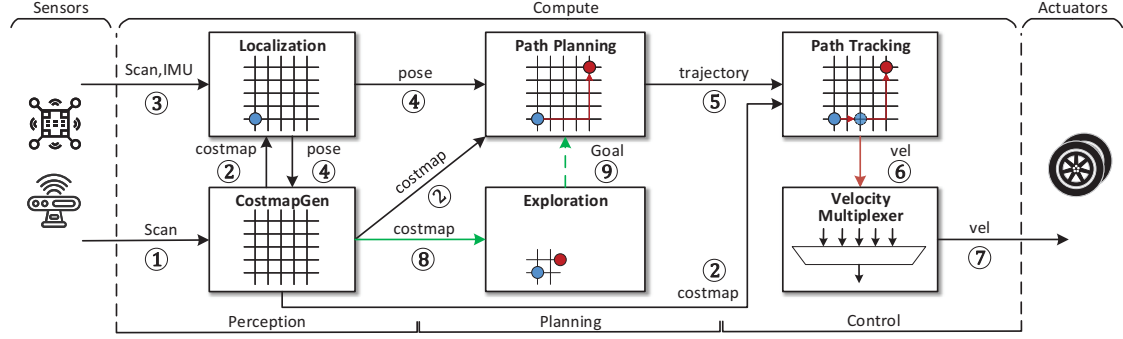 Sensors
Compute
Actuators
Localization
Path Planning
Path Tracking
Scan,IMU
③
pose
④
trajectory
⑤
costmap
②
pose
④
costmap
②
Goal
⑨
vel
⑥
CostmapGen
Exploration
Velocity
Multiplexer
Scan
①
costmap
⑧
②
costmap
vel
⑦
Perception
Planning
Control